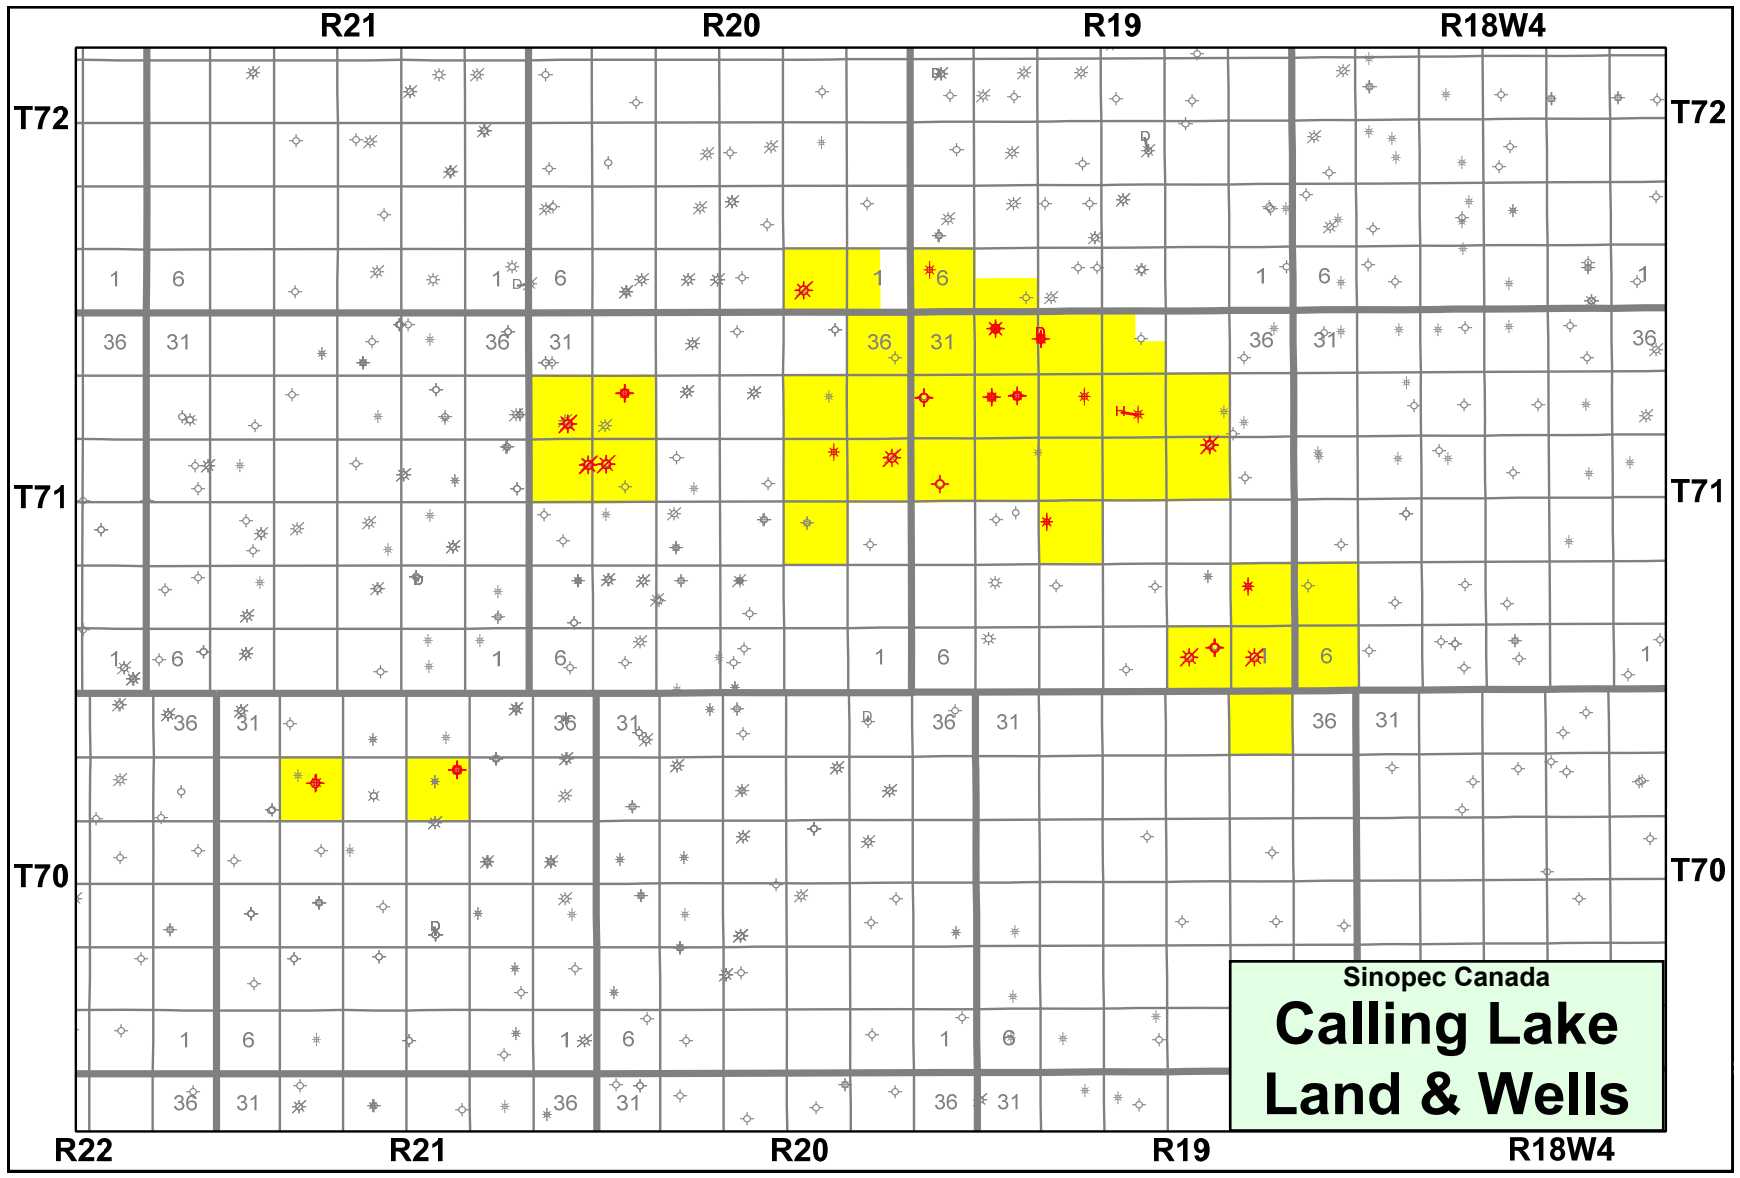 R21 R20 R19 R18W4
T72 T72
1 6 1 6 1 6 1 6 1
36 31 36 31 36 31 36 31 36
T71 T71
1 6 1 6 1 6 1 6 1
36 31 36 31 36 31 36 31
T70 T70
Sinopec Canada
Calling Lake
Land & Wells
1 6 1 6 1 6
36 31 36 31 36 31
R22 R21 R20 R19 R18W4